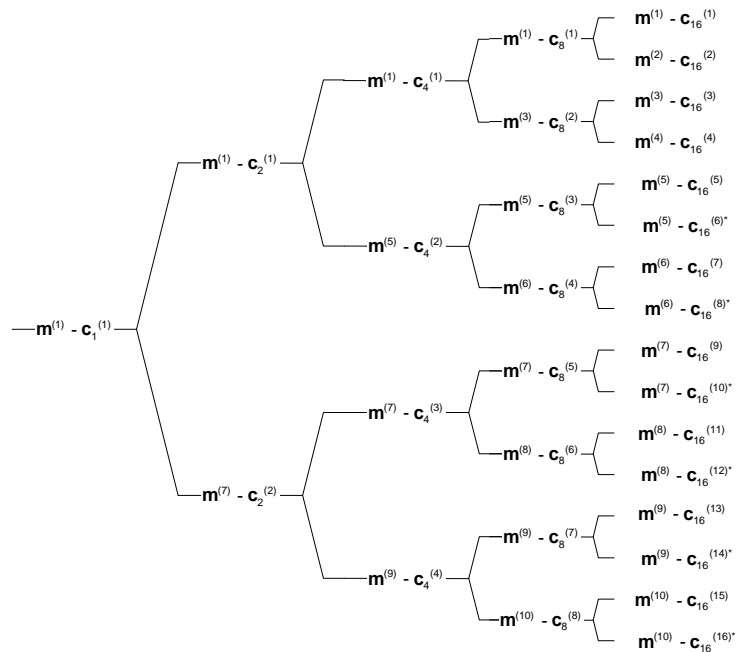 m(1) - c16(1)
m(1) - c8(1)
m(2) - c16(2)
m(1) - c4(1)
m(3) - c16(3)
m(3) - c8(2)
m(4) - c16(4)
m(1) - c2(1)
m(5) - c16(5)
m(5) - c8(3)
m(5) - c16(6)*
m(5) - c4(2)
m(6) - c16(7)
m(6) - c8(4)
m(6) - c16(8)*
m(1) - c1(1)
m(7) - c16(9)
m(7) - c8(5)
m(7) - c16(10)*
m(7) - c4(3)
m(8) - c16(11)
m(8) - c8(6)
m(8) - c16(12)*
m(7) - c2(2)
m(9) - c16(13)
m(9) - c8(7)
m(9) - c16(14)*
m(9) - c4(4)
m(10) - c16(15)
m(10) - c8(8)
m(10) - c16(16)*